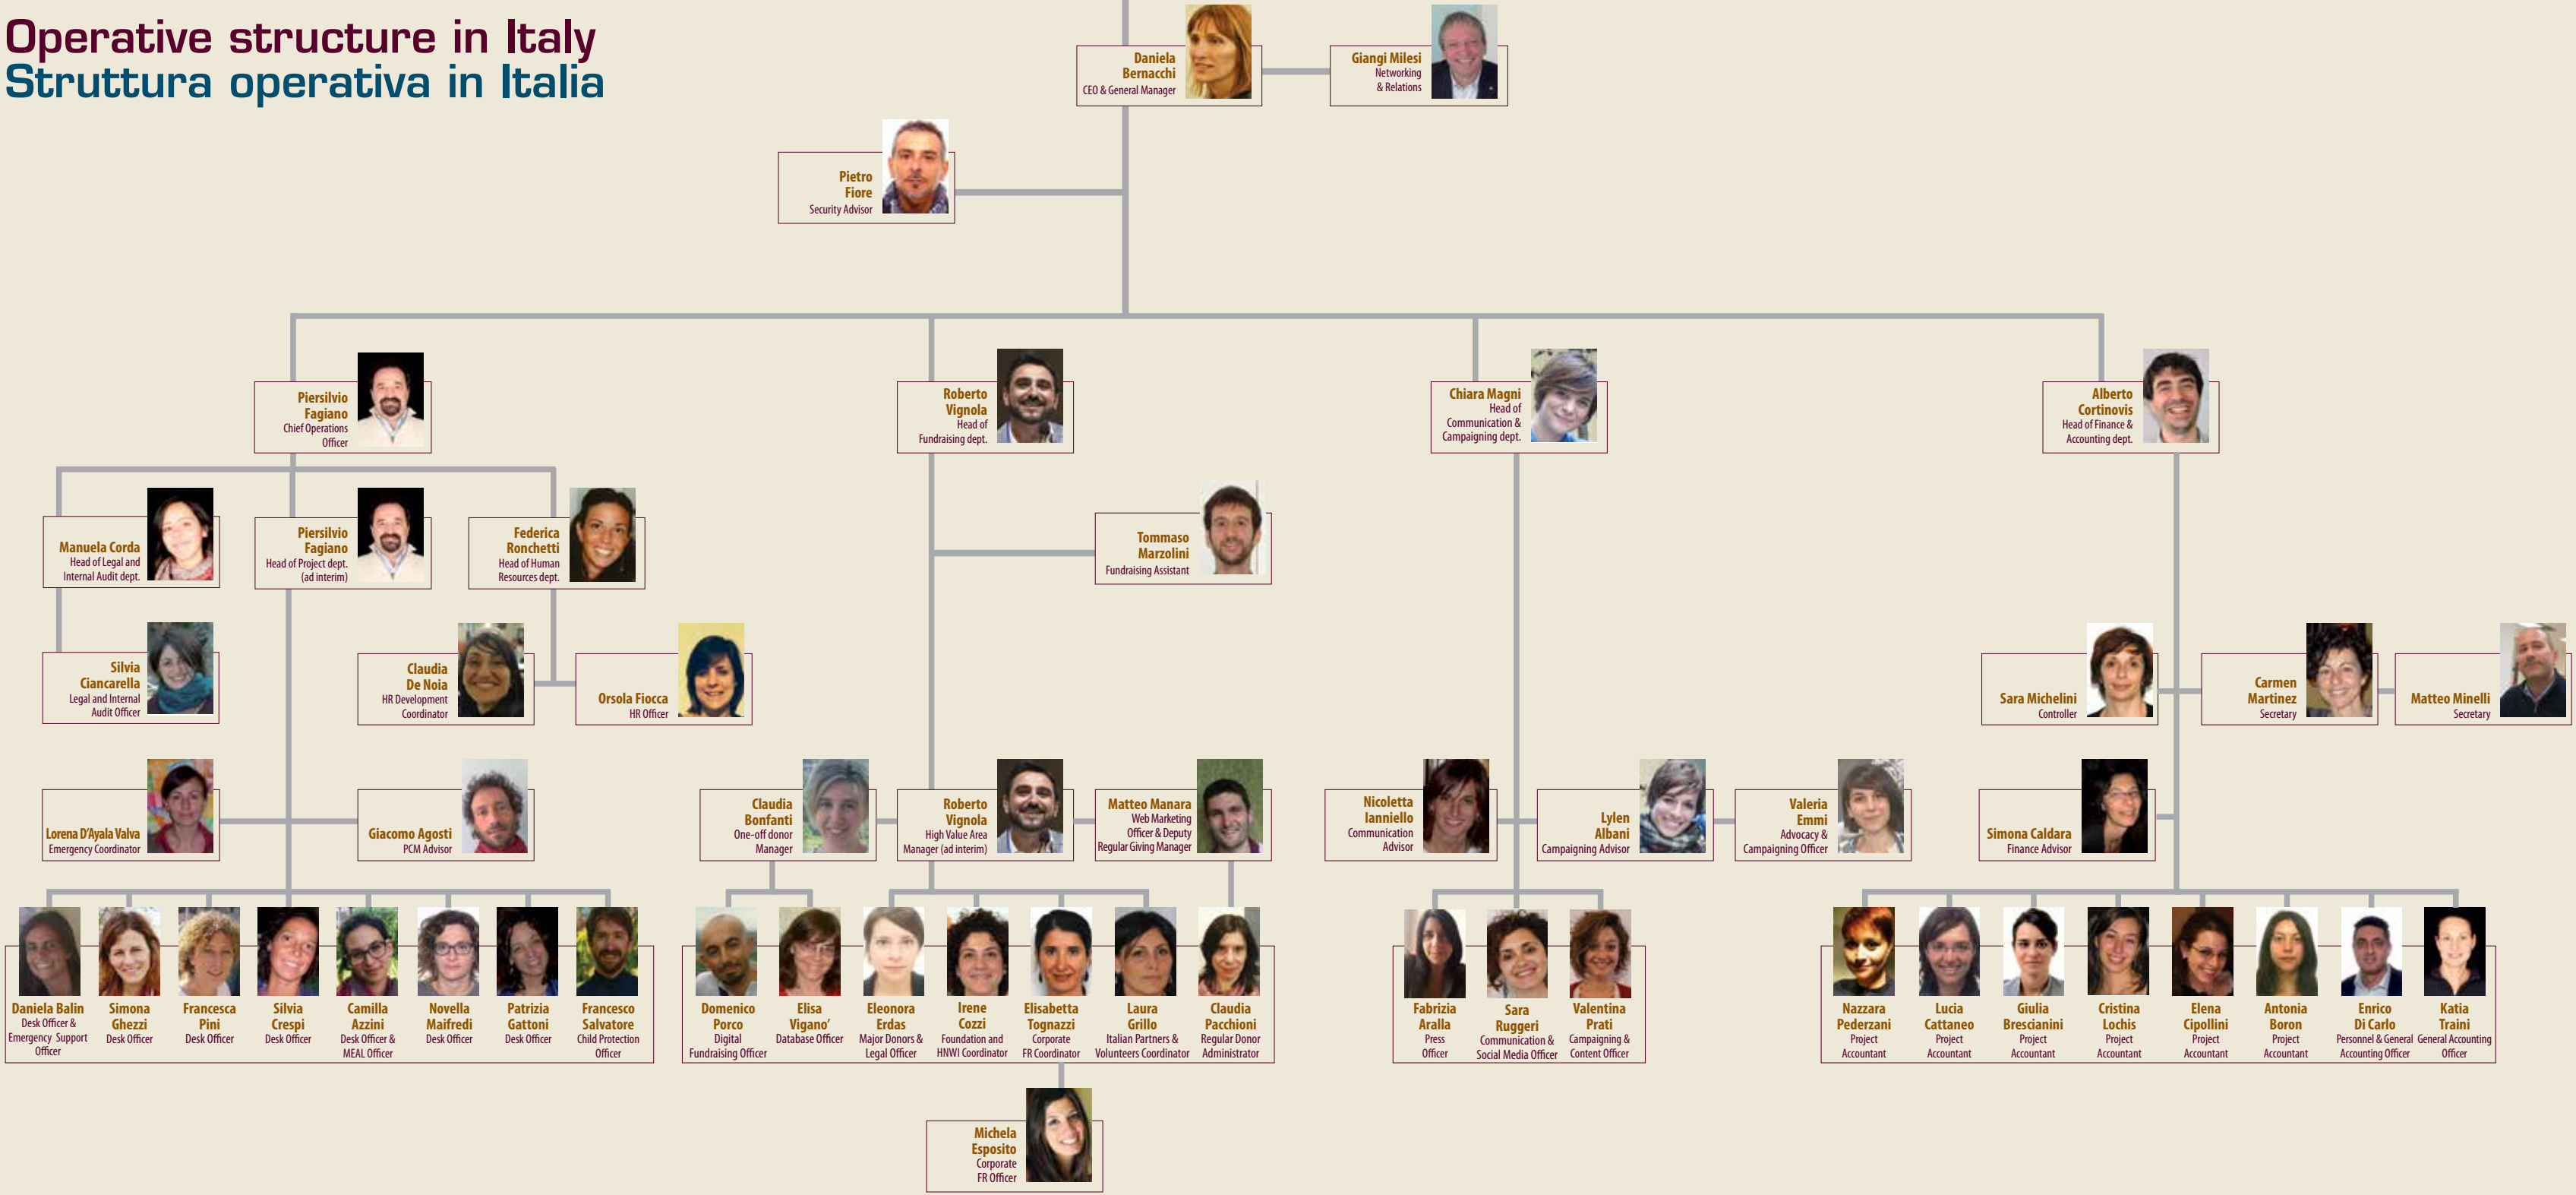 Operative structure in Italy
Struttura operativa in Italia
Daniela
Bernacchi
CEO & General Manager
Giangi Milesi
Networking
& Relations
Pietro
Fiore
Security Advisor
Piersilvio
Fagiano
Chief Operations
Officer
Roberto
Vignola
Head of
Fundraising dept.
Chiara Magni
Head of
Communication &
Campaigning dept.
Alberto
Cortinovis
Head of Finance &
Accounting dept.
Manuela Corda
Head of Legal and
Internal Audit dept.
Piersilvio
Fagiano
Head of Project dept.
(ad interim)
Federica
Ronchetti
Head of Human
Resources dept.
Tommaso
Marzolini
Fundraising Assistant
Silvia
Ciancarella
Legal and Internal
Audit Officer
Claudia
De Noia
HR Development
Coordinator
Orsola Fiocca
HR Officer
Sara Michelini
Controller
Carmen
Martinez
Secretary
Matteo Minelli
Secretary
Lorena D'Ayala Valva
Emergency Coordinator
Giacomo Agosti
PCM Advisor
Claudia
Bonfanti
One-off donor
Manager
Roberto
Vignola
High Value Area
Manager (ad interim)
Matteo Manara
Web Marketing
Officer & Deputy
Regular Giving Manager
Nicoletta
Ianniello
Communication
Advisor
Lylen
Albani
Campaigning Advisor
Valeria
Emmi
Advocacy &
Campaigning Officer
Simona Caldara
Finance Advisor
Daniela Balin
Desk Officer &
Emergency Support
Officer
Simona
Ghezzi
Desk Officer
Francesca
Pini
Desk Officer
Silvia
Crespi
Desk Officer
Camilla
Azzini
Desk Officer &
MEAL Officer
Novella
Maifredi
Desk Officer
Patrizia
Gattoni
Desk Officer
Francesco
Salvatore
Child Protection
Officer
Domenico
Porco
Digital
Fundraising Officer
Elisa
Vigano'
Database Officer
Eleonora
Erdas
Major Donors &
Legal Officer
Irene
Cozzi
Foundation and
HNWI Coordinator
Elisabetta
Tognazzi
Corporate
FR Coordinator
Laura
Grillo
Italian Partners &
Volunteers Coordinator
Claudia
Pacchioni
Regular Donor
Administrator
Fabrizia
Aralla
Press
Officer
Sara
Ruggeri
Communication &
Social Media Officer
Valentina
Prati
Campaigning &
Content Officer
Nazzara
Pederzani
Project
Accountant
Lucia
Cattaneo
Project
Accountant
Giulia
Brescianini
Project
Accountant
Cristina
Lochis
Project
Accountant
Elena
Cipollini
Project
Accountant
Antonia
Boron
Project
Accountant
Enrico
Di Carlo
Personnel & General
Accounting Officer
Katia
Traini
General Accounting
Officer
Michela
Esposito
Corporate
FR Officer